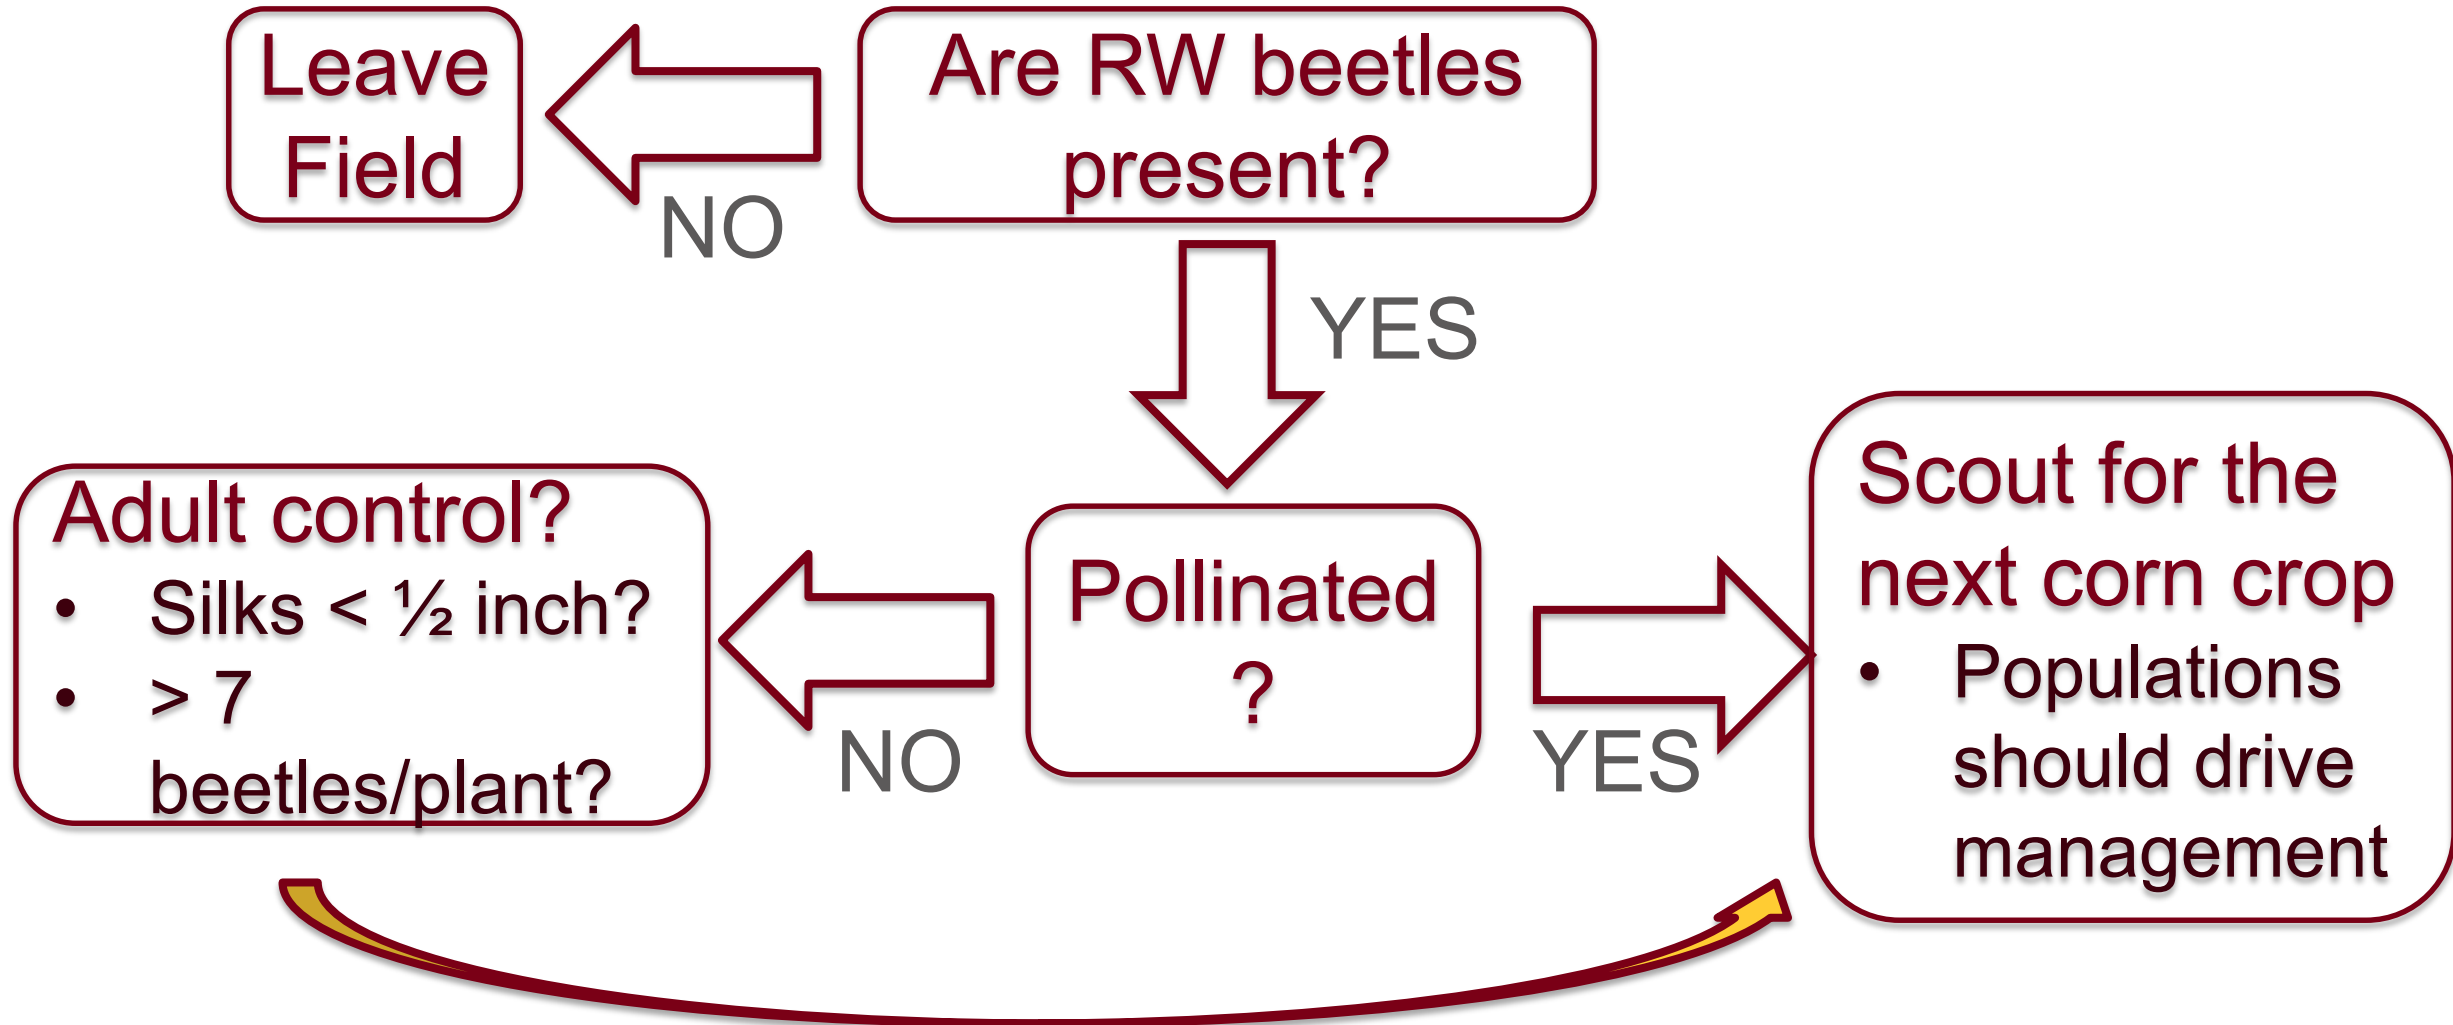 Leave
Field
Are RW beetles
present?
NO
YES
Adult control?
• Silks < ½ inch?
• > 7
beetles/plant?
NO
Pollinated
?
YES
Scout for the
next corn crop
• Populations
should drive
management